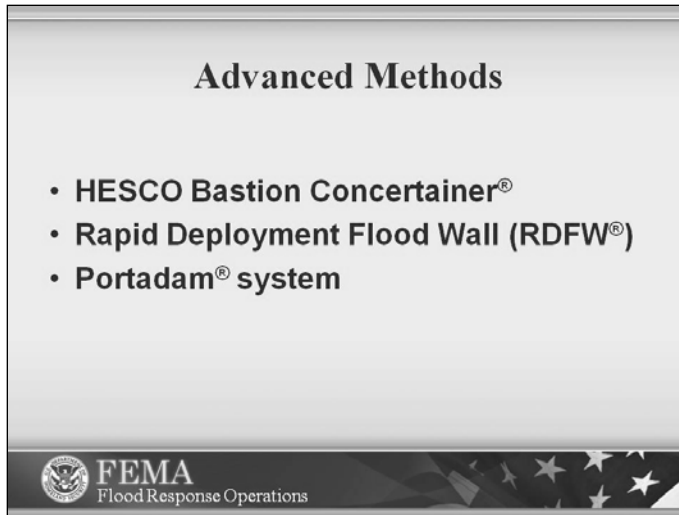 Advanced Methods
• HESCO Bastion Concertainer®
• Rapid Deployment Flood Wall (RDFW®)
• Portadam® system
FEMA
Flood Response Operations